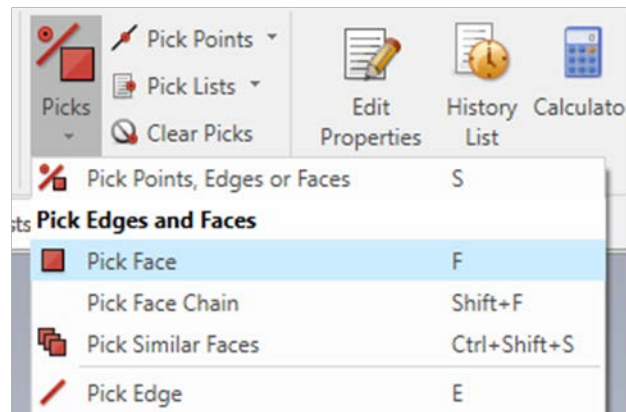 Pick Points
Pick Lists
Clear Picks
Picks
Edit
Properties
History
List
Calculato
Pick Points, Edges or Faces S
sts
Pick Edges and Faces
Pick Face F
Pick Face Chain Shift+F
Pick Similar Faces Ctrl+Shift+S
Pick Edge E